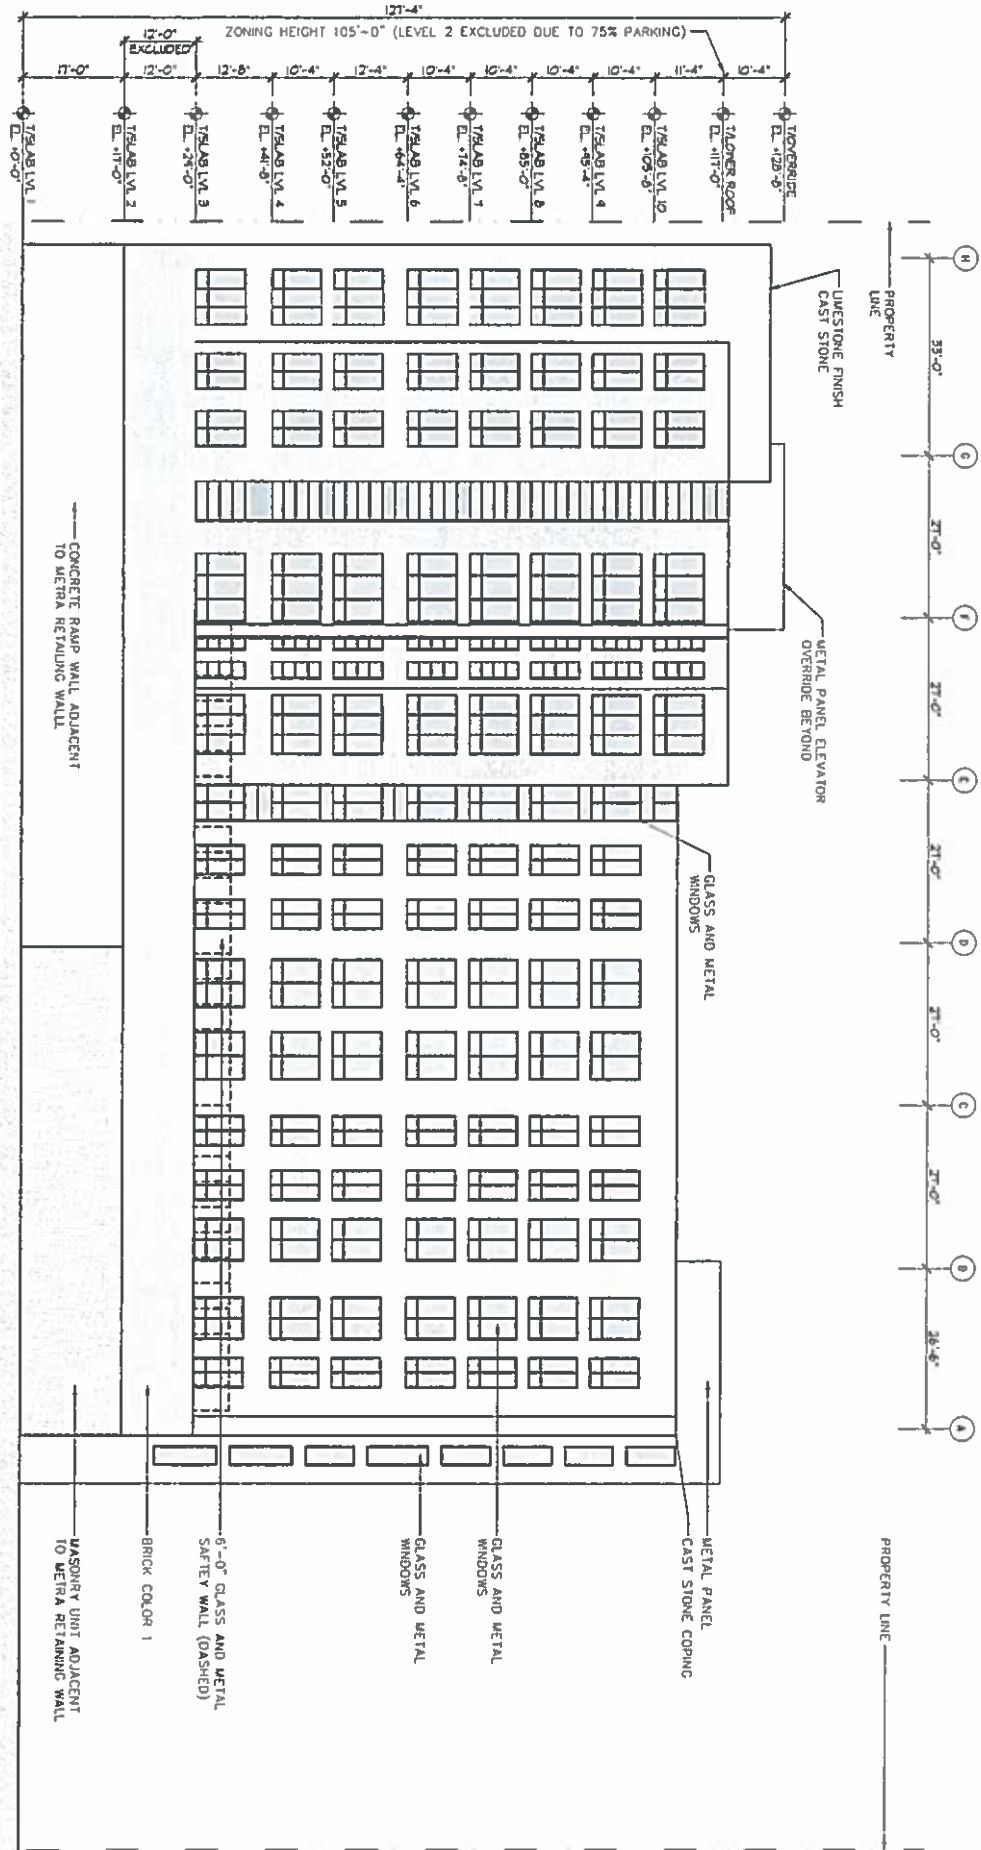 127'-4"
ZONING HEIGHT 105'-0" (LEVEL 2 EXCLUDED DUE TO 75% PARKING)
12'-0"
EXCLUDED
17'-0"
12'-0"
12'-8"
10'-4"
12'-4"
10'-4"
10'-4"
10'-4"
10'-4"
11'-4"
10'-4"
T/OVERRIDE
EL. +128'-8"
T/LOWER ROOF
EL. +117'-0"
T/SLAB LVL 10
EL. +105'-8"
T/SLAB LVL 9
EL. +95'-4"
T/SLAB LVL 8
EL. +85'-0"
T/SLAB LVL 7
EL. +74'-8"
T/SLAB LVL 6
EL. +64'-4"
T/SLAB LVL 5
EL. +52'-0"
T/SLAB LVL 4
EL. +41'-8"
T/SLAB LVL 3
EL. +29'-0"
T/SLAB LVL 2
EL. +17'-0"
T/SLAB LVL 1
EL. +0'-0"
H
33'-0"
G
27'-0"
F
27'-0"
E
27'-0"
D
27'-0"
C
27'-0"
B
26'-6"
A
PROPERTY
LINE
LIMESTONE FINISH
CAST STONE
METAL PANEL ELEVATOR
OVERRIDE BEYOND
GLASS AND METAL
WINDOWS
PROPERTY LINE
METAL PANEL
CAST STONE COPING
GLASS AND METAL
WINDOWS
GLASS AND METAL
WINDOWS
6'-0" GLASS AND METAL
SAFTEY WALL (DASHED)
BRICK COLOR 1
MASONRY UNIT ADJACENT
TO METRA RETAINING WALL
CONCRETE RAMP WALL ADJACENT
TO METRA RETAILING WALLL